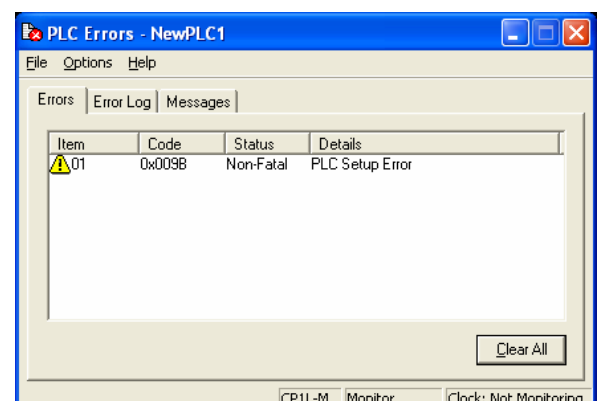 PLC Errors - NewPLC1
File Options Help
Errors Error Log Messages
Item Code Status Details
01 0x009B Non-Fatal PLC Setup Error
Clear All
CP1L-M Monitor Clock: Not Monitoring